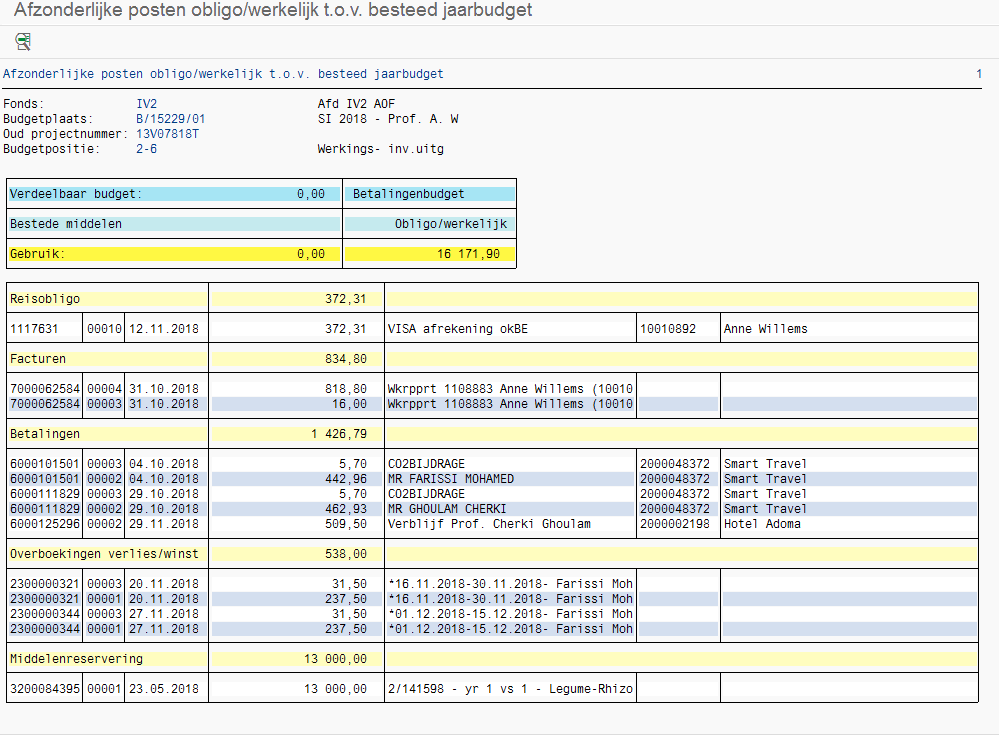 Afzonderlijke posten obligo/werkelijk t.o.v. besteed jaarbudget
Afzonderlijke posten obligo/werkelijk t.o.v. besteed jaarbudget 1
Fonds: IV2 Afd IV2 AOF
Budgetplaats: B/15229/01 SI 2018 - Prof. A. W
Oud projectnummer: 13V07818T
Budgetpositie: 2-6 Werkings- inv.uitg
Verdeelbaar budget: 0,00 Betalingenbudget
Bestede middelen Obligo/werkelijk
Gebruik: 0,00 16 171,90
Reisobligo 372,31
1117631 00010 12.11.2018 372,31 VISA afrekening okBE 10010892 Anne Willems
Facturen 834,80
7000062584 00004 31.10.2018 818,80 Wkrpprt 1108883 Anne Willems (10010
7000062584 00003 31.10.2018 16,00 Wkrpprt 1108883 Anne Willems (10010
Betalingen 1 426,79
6000101501 00003 04.10.2018 5,70 CO2BIJDRAGE 2000048372 Smart Travel
6000101501 00002 04.10.2018 442,96 MR FARISSI MOHAMED 2000048372 Smart Travel
6000111829 00003 29.10.2018 5,70 CO2BIJDRAGE 2000048372 Smart Travel
6000111829 00002 29.10.2018 462,93 MR GHOULAM CHERKI 2000048372 Smart Travel
6000125296 00002 29.11.2018 509,50 Verblijf Prof. Cherki Ghoulam 2000002198 Hotel Adoma
Overboekingen verlies/winst 538,00
2300000321 00003 20.11.2018 31,50 *16.11.2018-30.11.2018- Farissi Moh
2300000321 00001 20.11.2018 237,50 *16.11.2018-30.11.2018- Farissi Moh
2300000344 00003 27.11.2018 31,50 *01.12.2018-15.12.2018- Farissi Moh
2300000344 00001 27.11.2018 237,50 *01.12.2018-15.12.2018- Farissi Moh
Middelenreservering 13 000,00
3200084395 00001 23.05.2018 13 000,00 2/141598 - yr 1 vs 1 - Legume-Rhizo